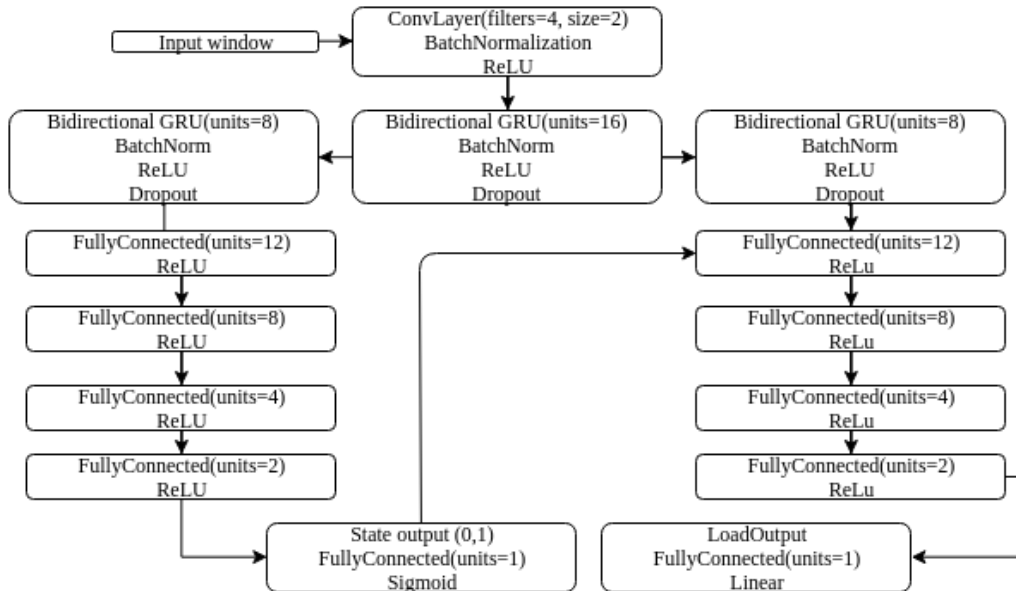 Input window
ConvLayer(filters=4, size=2)
BatchNormalization
ReLU
Bidirectional GRU(units=8)
BatchNorm
ReLU
Dropout
Bidirectional GRU(units=16)
BatchNorm
ReLU
Dropout
Bidirectional GRU(units=8)
BatchNorm
ReLU
Dropout
FullyConnected(units=12)
ReLU
FullyConnected(units=8)
ReLU
FullyConnected(units=4)
ReLU
FullyConnected(units=2)
ReLU
State output (0,1)
FullyConnected(units=1)
Sigmoid
FullyConnected(units=12)
ReLu
FullyConnected(units=8)
ReLu
FullyConnected(units=4)
ReLu
FullyConnected(units=2)
ReLu
LoadOutput
FullyConnected(units=1)
Linear